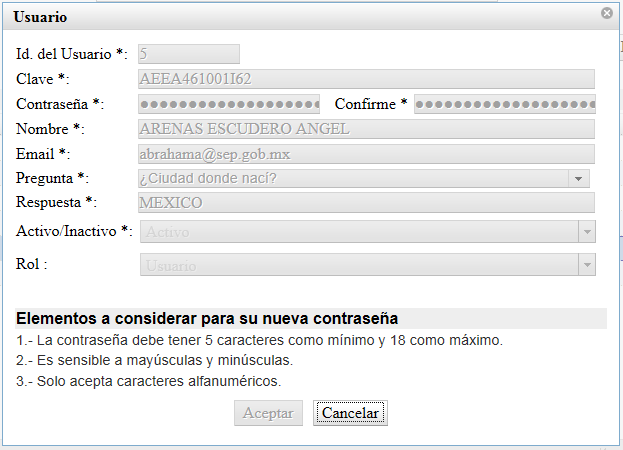 Usuario
Id. del Usuario *: 5
Clave *: AEEA461001I62
Contraseña *: ●●●●●●●●●●●●●●●●●●● Confirme * ●●●●●●●●●●●●●●●●●●●
Nombre *: ARENAS ESCUDERO ANGEL
Email *: abrahama@sep.gob.mx
Pregunta *: ¿Ciudad donde nací?
Respuesta *: MEXICO
Activo/Inactivo *: Activo
Rol : Usuario
Elementos a considerar para su nueva contraseña
1.- La contraseña debe tener 5 caracteres como mínimo y 18 como máximo.
2.- Es sensible a mayúsculas y minúsculas.
3.- Solo acepta caracteres alfanuméricos.
Aceptar Cancelar